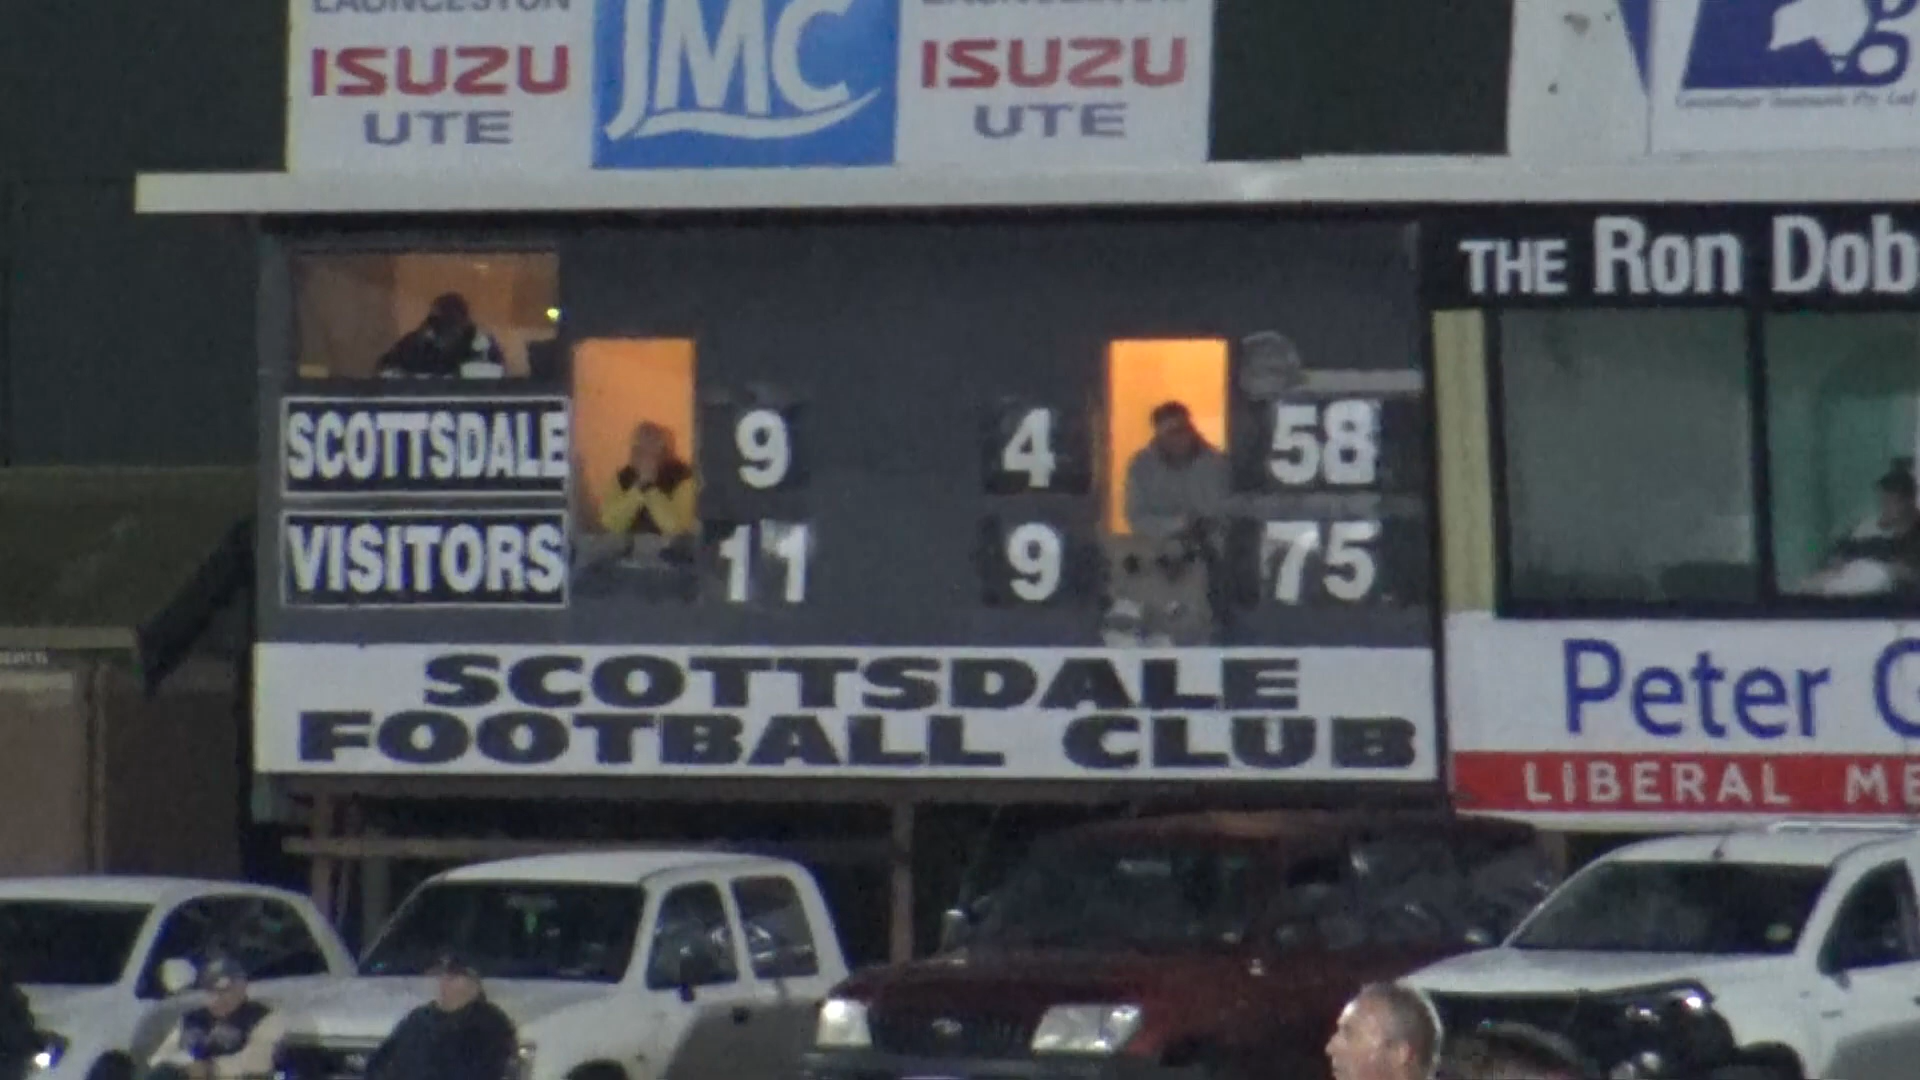 LAUNCESTON
ISUZU
UTE
JMC
ISUZU
UTE
g
THE Ron Dob
SCOTTSDALE 9 4 58
VISITORS 11 9 75
SCOTTSDALE
FOOTBALL CLUB
Peter G
LIBERAL ME